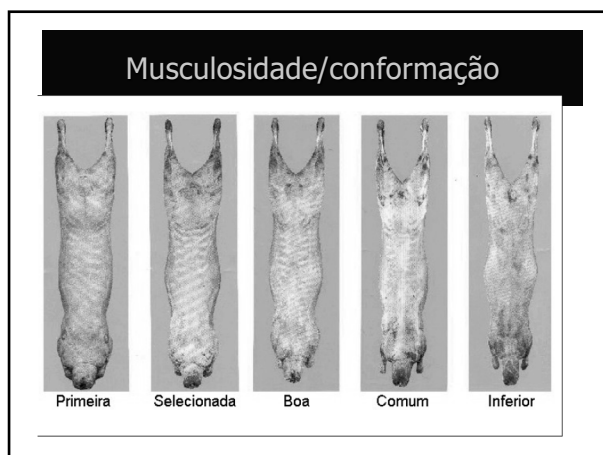 Musculosidade/conformação
Primeira Selecionada Boa Comum Inferior